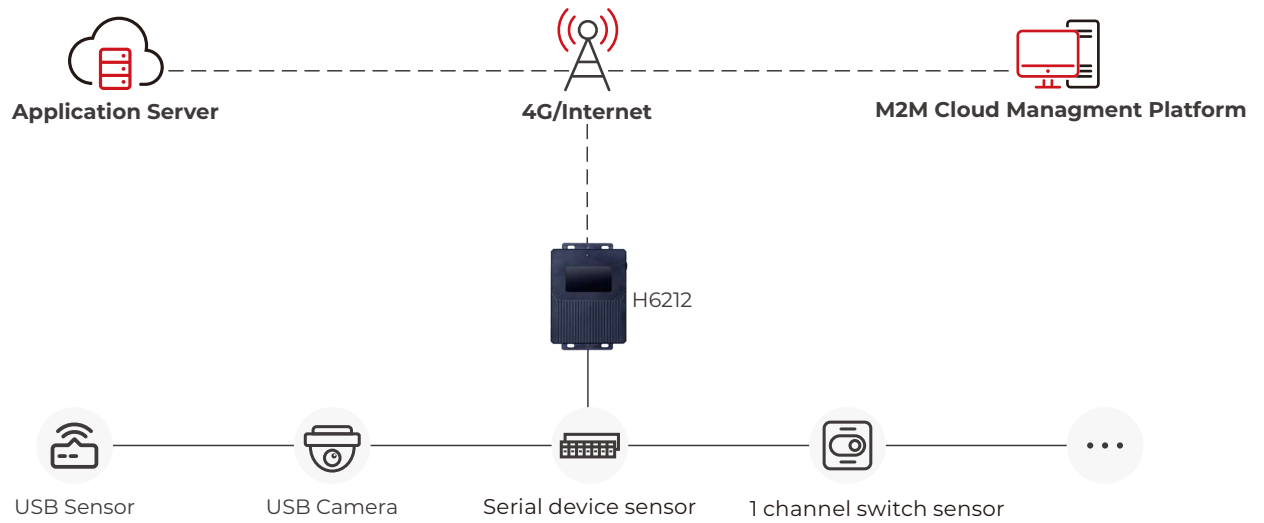 Application Server
4G/Internet
M2M Cloud Managment Platform
H6212
USB Sensor
USB Camera
Serial device sensor
1 channel switch sensor